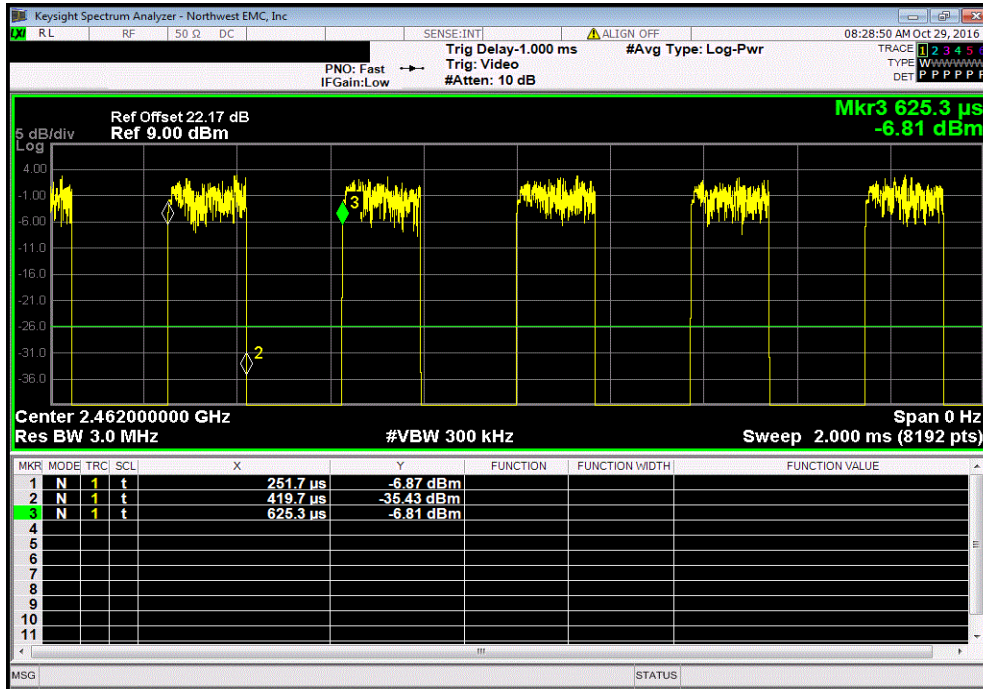 Keysight Spectrum Analyzer - Northwest EMC, Inc
LXI RL RF 50 Ω DC SENSE:INT ALIGN OFF 08:28:50 AM Oct 29, 2016
Trig Delay-1.000 ms #Avg Type: Log-Pwr TRACE 1 2 3 4 5 6
PNO: Fast Trig: Video TYPE W
IFGain:Low #Atten: 10 dB DET P P P P P P
Mkr3 625.3 µs
-6.81 dBm
Ref Offset 22.17 dB
5 dB/div Ref 9.00 dBm
Log
4.00
-1.00
3
-6.00
-11.0
-16.0
-21.0
-26.0
-31.0
2
-36.0
Center 2.462000000 GHz Span 0 Hz
Res BW 3.0 MHz #VBW 300 kHz Sweep 2.000 ms (8192 pts)
MKR MODE TRC SCL X Y FUNCTION FUNCTION WIDTH FUNCTION VALUE
1 N 1 t 251.7 µs -6.87 dBm
2 N 1 t 419.7 µs -35.43 dBm
3 N 1 t 625.3 µs -6.81 dBm
4
5
6
7
8
9
10
11
MSG STATUS